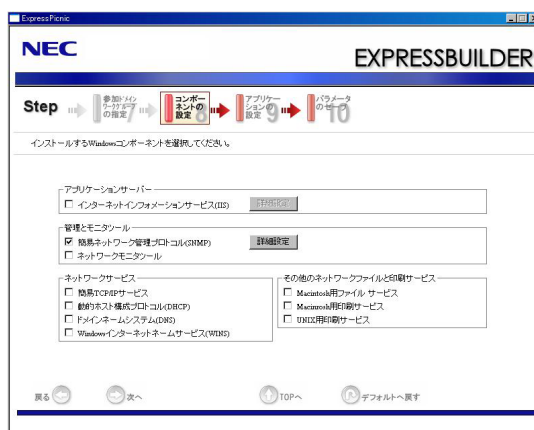 ExpressPicnic
NEC
EXPRESSBUILDER
Step
参加ドメイン
ワークグループ
の指定 7
コンポー
ネントの
設定 8
アプリケー
ションの
設定 9
パラメータ
のセーブ 10
インストールするWindowsコンポーネントを選択してください。
アプリケーションサーバー
インターネットインフォメーションサービス(IIS) 詳細設定
管理とモニタツール
簡易ネットワーク管理プロトコル(SNMP) 詳細設定
ネットワークモニタツール
ネットワークサービス
簡易TCP/IPサービス
動的ホスト構成プロトコル(DHCP)
ドメインネームシステム(DNS)
Windowsインターネットネームサービス(WINS)
その他のネットワークファイルと印刷サービス
Macintosh用ファイル サービス
Macintosh用印刷サービス
UNIX用印刷サービス
戻る 次へ TOPへ デフォルトへ戻す